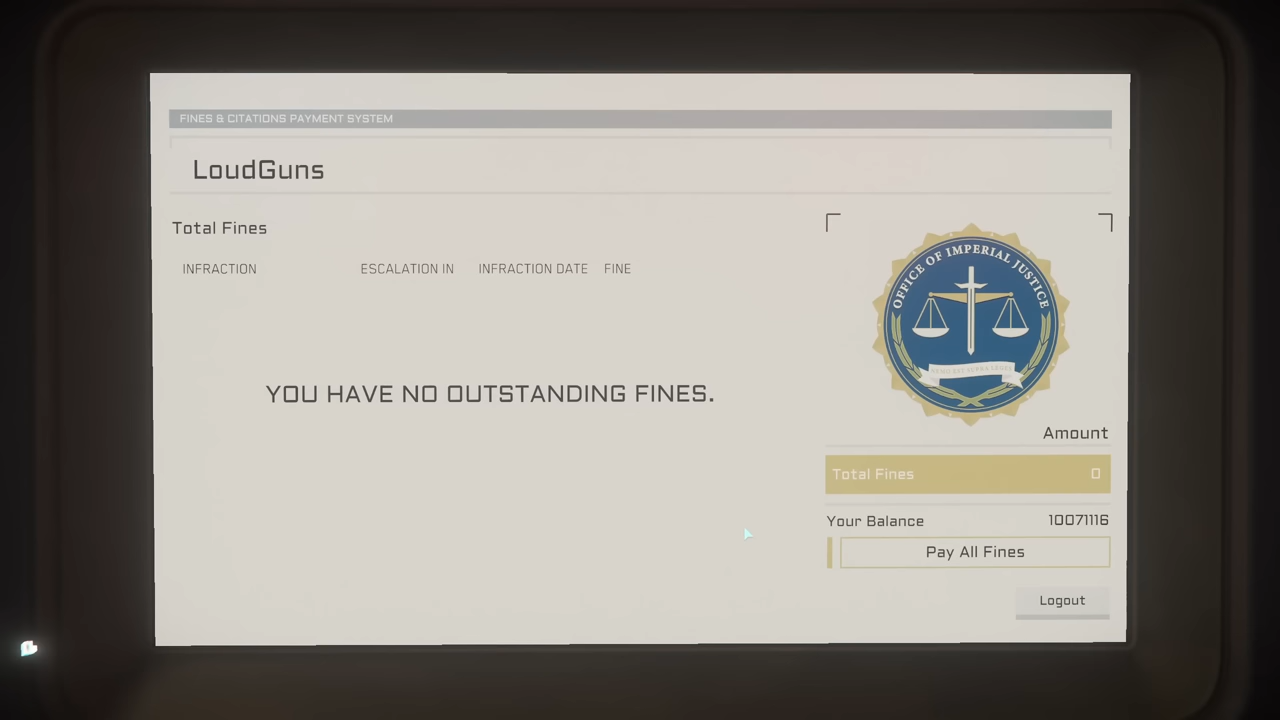 FINES & CITATIONS PAYMENT SYSTEM
LoudGuns
Total Fines
INFRACTION ESCALATION IN INFRACTION DATE FINE
YOU HAVE NO OUTSTANDING FINES.
OFFICE OF IMPERIAL JUSTICE
Amount
Total Fines 0
Your Balance 10071116
Pay All Fines
Logout